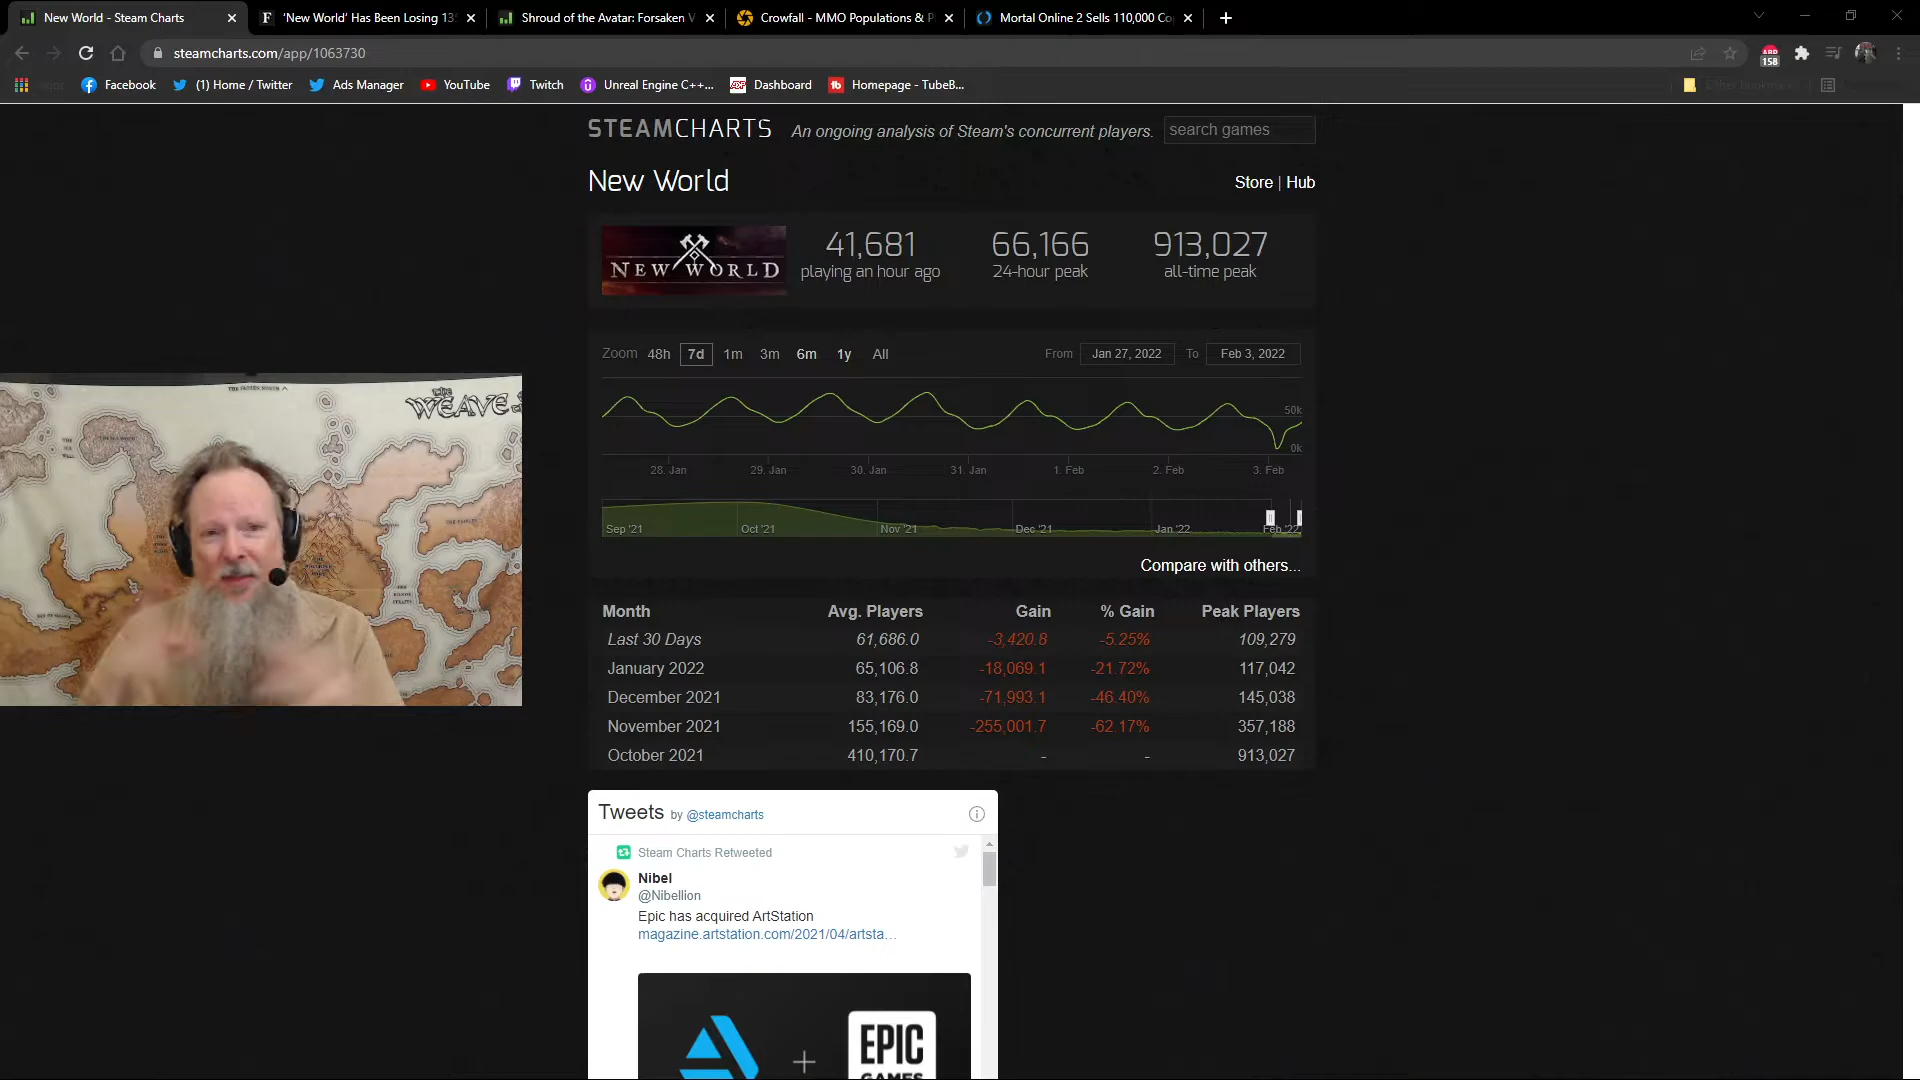 New World - Steam Charts
'New World' Has Been Losing 13
Shroud of the Avatar: Forsaken V
Crowfall - MMO Populations & P
Mortal Online 2 Sells 110,000 Co
steamcharts.com/app/1063730
ABP
158
Facebook
(1) Home / Twitter
Ads Manager
YouTube
Twitch
Unreal Engine C++...
Dashboard
Homepage - TubeB...
STEAMCHARTS
An ongoing analysis of Steam's concurrent players.
search games
New World
Store | Hub
NEW WORLD
41,681
playing an hour ago
66,166
24-hour peak
913,027
all-time peak
Zoom 48h 7d 1m 3m 6m 1y All
From Jan 27, 2022 To Feb 3, 2022
50k
0k
28. Jan 29. Jan 30. Jan 31. Jan 1. Feb 2. Feb 3. Feb
Sep '21 Oct '21 Nov '21 Dec '21 Jan '22 Feb '22
Compare with others...
Month Avg. Players Gain % Gain Peak Players
Last 30 Days 61,686.0 -3,420.8 -5.25% 109,279
January 2022 65,106.8 -18,069.1 -21.72% 117,042
December 2021 83,176.0 -71,993.1 -46.40% 145,038
November 2021 155,169.0 -255,001.7 -62.17% 357,188
October 2021 410,170.7 - - 913,027
the
WEAVE
Tweets by @steamcharts
Steam Charts Retweeted
Nibel
@Nibellion
Epic has acquired ArtStation
magazine.artstation.com/2021/04/artsta…
+
EPIC
GAMES